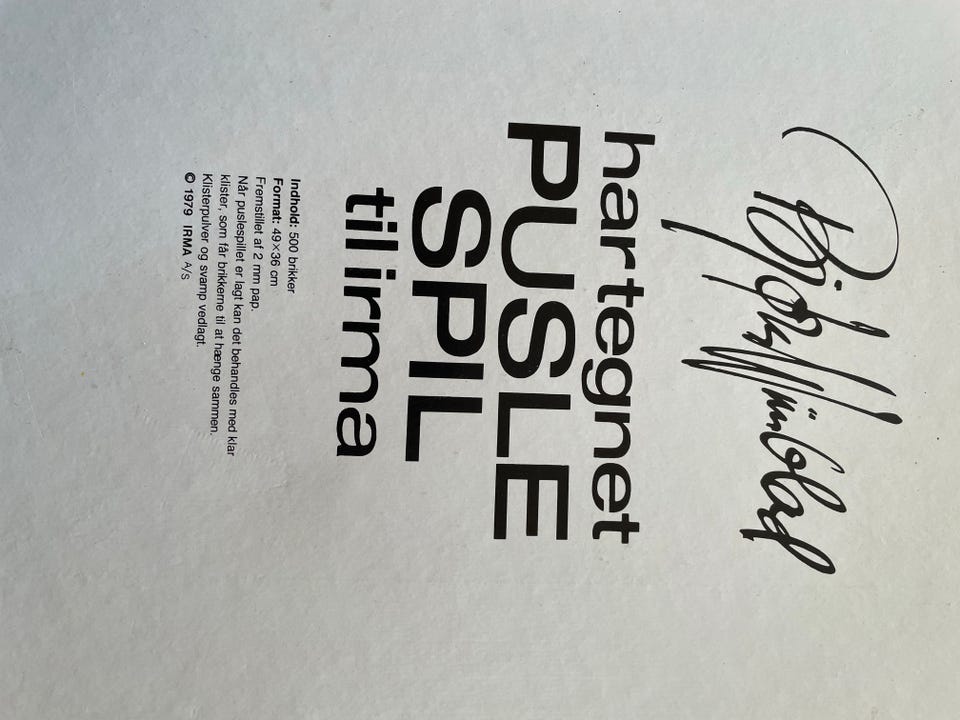 Bjørn Wiinblad
har tegnet
PUSLE
SPIL
til irma
Indhold: 500 brikker
Format: 49×36 cm
Fremstillet af 2 mm pap.
Når puslespillet er lagt kan det behandles med klar
klister, som får brikkerne til at hænge sammen.
Klisterpulver og svamp vedlagt.
© 1979 IRMA A/S